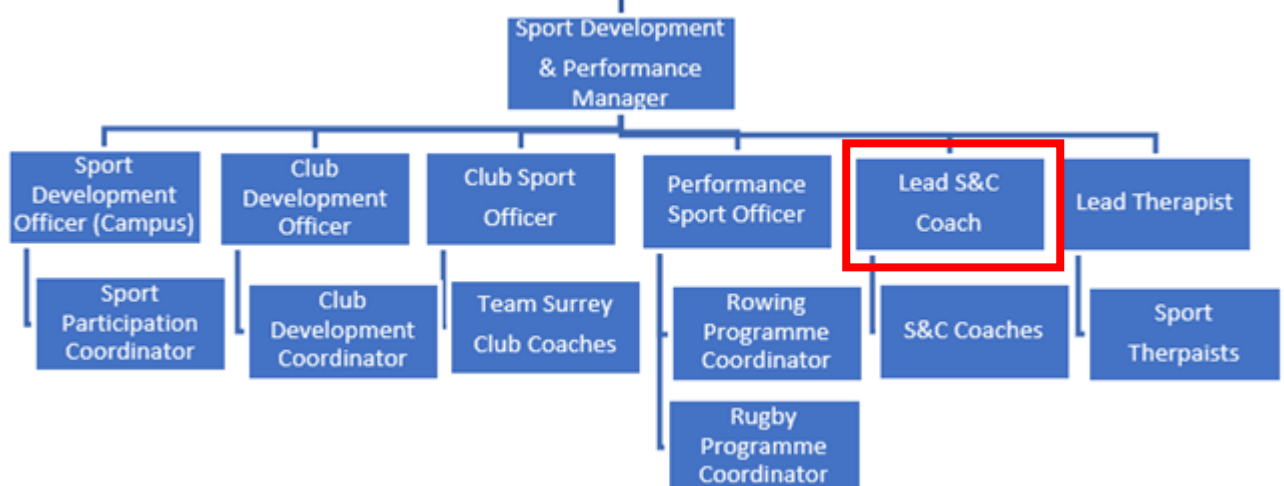 Sport Development
& Performance
Manager
Sport
Development
Officer (Campus)
Club
Development
Officer
Club Sport
Officer
Performance
Sport Officer
Lead S&C
Coach
Lead Therapist
Sport
Participation
Coordinator
Club
Development
Coordinator
Team Surrey
Club Coaches
Rowing
Programme
Coordinator
S&C Coaches
Sport
Therpaists
Rugby
Programme
Coordinator